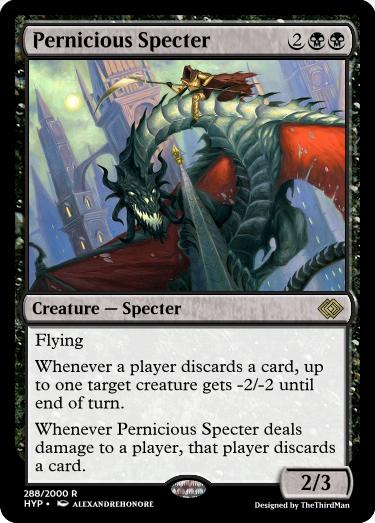 Pernicious Specter 2
Creature — Specter
Flying
Whenever a player discards a card, up
to one target creature gets -2/-2 until
end of turn.
Whenever Pernicious Specter deals
damage to a player, that player discards
a card.
2/3
288/2000 R
HYP • ALEXANDREHONORE
Designed by TheThirdMan